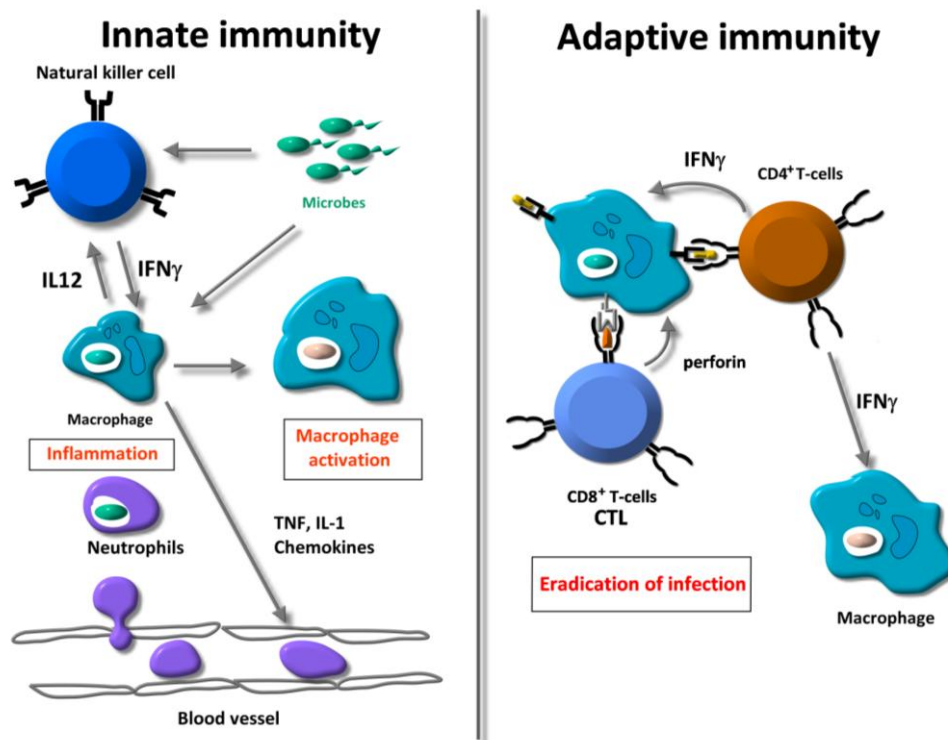 Innate immunity
Natural killer cell
Microbes
IL12
IFNγ
Macrophage
Inflammation
Macrophage
activation
Neutrophils
TNF, IL-1
Chemokines
Blood vessel
Adaptive immunity
IFNγ
CD4+ T-cells
perforin
IFNγ
CD8+ T-cells
CTL
Eradication of infection
Macrophage